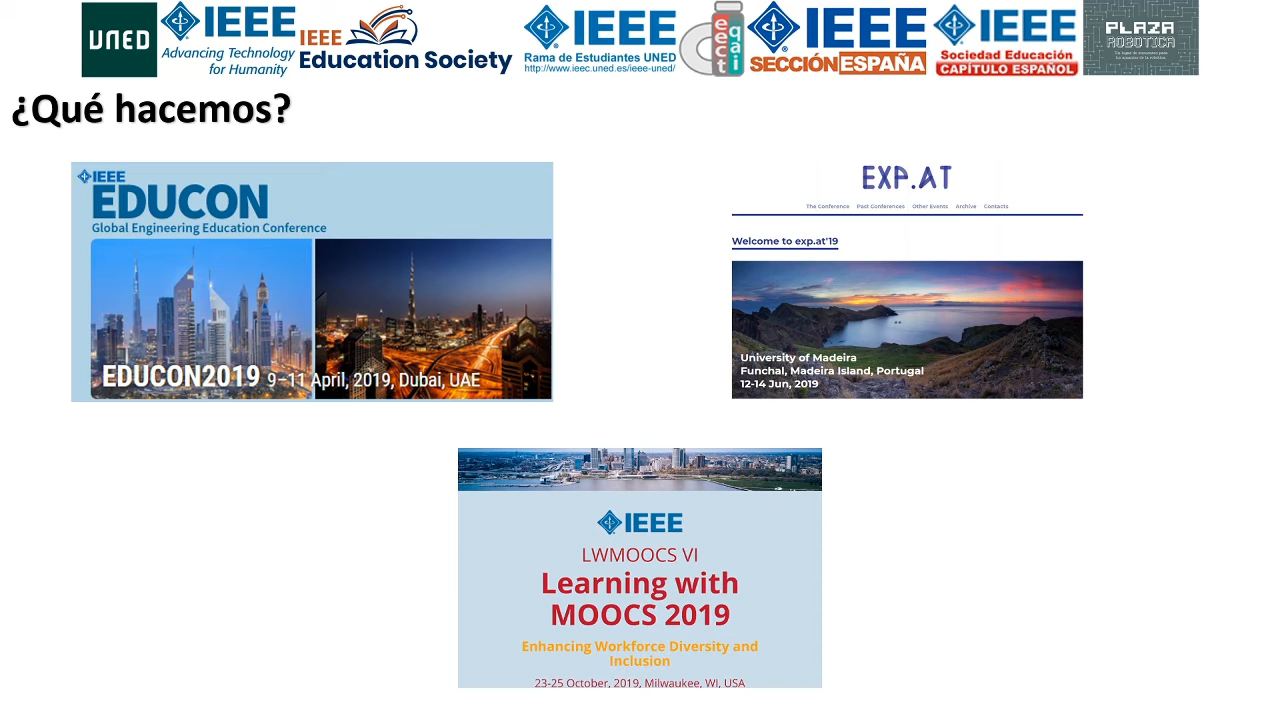 UNED
IEEE
Advancing Technology
for Humanity
IEEE
Education Society
IEEE
Rama de Estudiantes UNED
http://www.ieec.uned.es/ieee-uned/
IEEE
SECCIÓN ESPAÑA
IEEE
Sociedad Educación
CAPÍTULO ESPAÑOL
PLAZA
ROBOTICA
¿Qué hacemos?
IEEE
EDUCON
Global Engineering Education Conference
EDUCON2019 9–11 April, 2019, Dubai, UAE
EXP.AT
The Conference Past Conferences Other Events Archive Contacts
Welcome to exp.at'19
University of Madeira
Funchal, Madeira Island, Portugal
12-14 Jun, 2019
IEEE
LWMOOCS VI
Learning with
MOOCS 2019
Enhancing Workforce Diversity and
Inclusion
23-25 October, 2019, Milwaukee, WI, USA